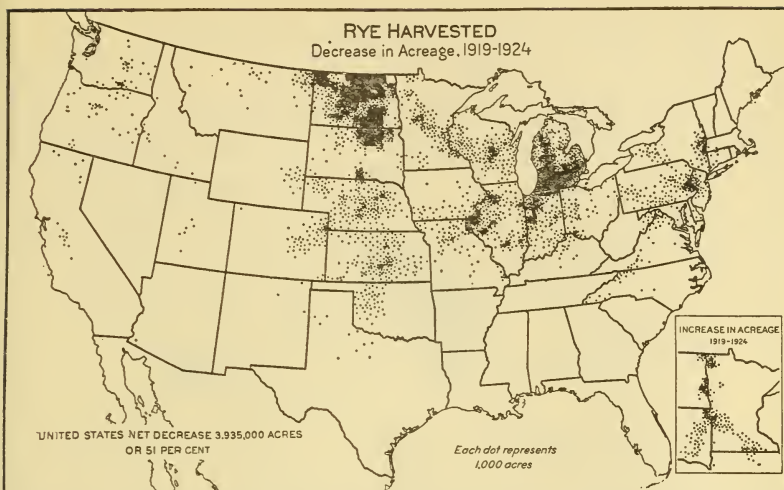 RYE HARVESTED
Decrease in Acreage, 1919-1924
INCREASE IN ACREAGE
1919-1924
UNITED STATES NET DECREASE 3,935,000 ACRES
OR 51 PER CENT
Each dot represents
1,000 acres